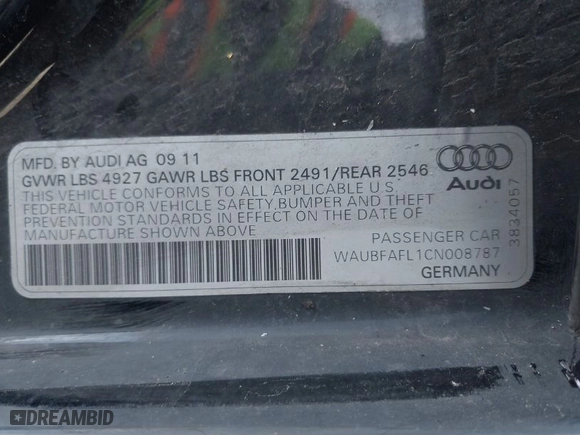 MFD. BY AUDI AG 09 11
GVWR LBS 4927 GAWR LBS FRONT 2491/REAR 2546
THIS VEHICLE CONFORMS TO ALL APPLICABLE U.S.
FEDERAL MOTOR VEHICLE SAFETY,BUMPER AND THEFT
PREVENTION STANDARDS IN EFFECT ON THE DATE OF
MANUFACTURE SHOWN ABOVE
Audi
3834057
PASSENGER CAR
WAUBFAFL1CN008787
GERMANY
DREAMBID